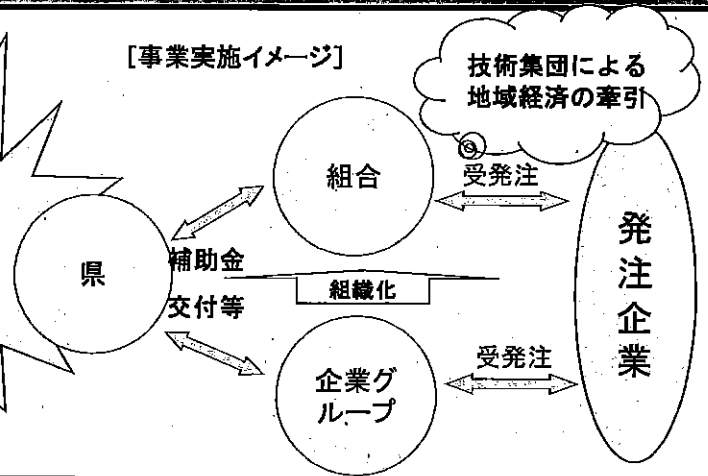 [事業実施イメージ]
技術集団による
地域経済の牽引
組合
受発注
県
補助金
交付等
組織化
発注企業
企業グ
ループ
受発注